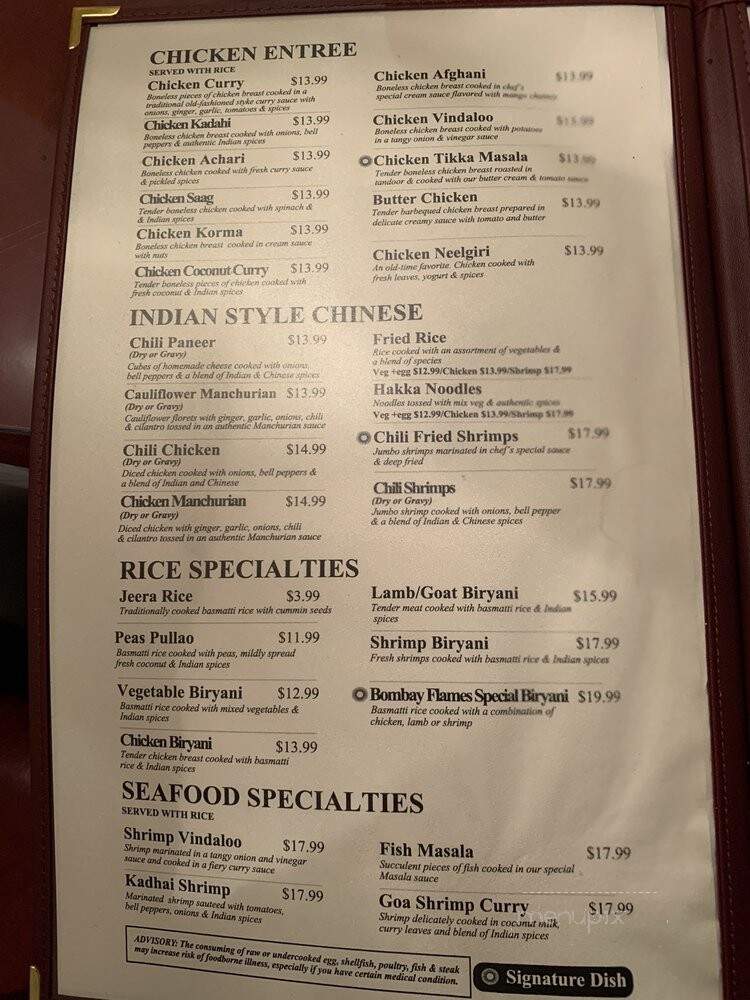 CHICKEN ENTREE
SERVED WITH RICE
Chicken Curry $13.99
Boneless pieces of chicken breast cooked in a
traditional old-fashioned style curry sauce with
onions, ginger, garlic, tomatoes & spices
Chicken Kadahi $13.99
Boneless chicken breast cooked with onions, bell
peppers & authentic Indian spices
Chicken Achari $13.99
Boneless chicken cooked with fresh curry sauce
& pickled spices
Chicken Saag $13.99
Tender boneless chicken cooked with spinach &
& Indian spices
Chicken Korma $13.99
Boneless chicken breast cooked in cream sauce
with nuts
Chicken Coconut Curry $13.99
Tender boneless pieces of chicken cooked with
fresh coconut & Indian spices
Chicken Afghani $13.99
Boneless chicken breast cooked in chef's
special cream sauce flavored with mango chutney
Chicken Vindaloo $13.99
Boneless chicken breast cooked with potatoes
in a tangy onion & vinegar sauce
Chicken Tikka Masala $13.99
Tender boneless chicken breast roasted in
tandoor & cooked with our butter cream & tomato sauce
Butter Chicken $13.99
Tender barbequed chicken breast prepared in
delicate creamy sauce with tomato and butter
Chicken Neelgiri $13.99
An old-time favorite. Chicken cooked with
fresh leaves, yogurt & spices
INDIAN STYLE CHINESE
Chili Paneer $13.99
(Dry or Gravy)
Cubes of homemade cheese cooked with onions,
bell peppers & a blend of Indian & Chinese spices
Cauliflower Manchurian $13.99
(Dry or Gravy)
Cauliflower florets with ginger, garlic, onions, chili
& cilantro tossed in an authentic Manchurian sauce
Chili Chicken $14.99
(Dry or Gravy)
Diced chicken cooked with onions, bell peppers &
a blend of Indian and Chinese
Chicken Manchurian $14.99
(Dry or Gravy)
Diced chicken with ginger, garlic, onions, chili
& cilantro tossed in an authentic Manchurian sauce
Fried Rice
Rice cooked with an assortment of vegetables &
a blend of species
Veg +egg $12.99/Chicken $13.99/Shrimp $17.99
Hakka Noodles
Noodles tossed with mix veg & authentic spices
Veg +egg $12.99/Chicken $13.99/Shrimp $17.99
Chili Fried Shrimps $17.99
Jumbo shrimps marinated in chef's special sauce
& deep fried
Chili Shrimps $17.99
(Dry or Gravy)
Jumbo shrimp cooked with onions, bell pepper
& a blend of Indian & Chinese spices
RICE SPECIALTIES
Jeera Rice $3.99
Traditionally cooked basmatti rice with cummin seeds
Peas Pullao $11.99
Basmatti rice cooked with peas, mildly spread
fresh coconut & Indian spices
Vegetable Biryani $12.99
Basmatti rice cooked with mixed vegetables &
Indian spices
Chicken Biryani $13.99
Tender chicken breast cooked with basmatti
rice & Indian spices
Lamb/Goat Biryani $15.99
Tender meat cooked with basmatti rice & Indian
spices
Shrimp Biryani $17.99
Fresh shrimps cooked with basmatti rice & Indian spices
Bombay Flames Special Biryani $19.99
Basmatti rice cooked with a combination of
chicken, lamb or shrimp
SEAFOOD SPECIALTIES
SERVED WITH RICE
Shrimp Vindaloo $17.99
Shrimp marinated in a tangy onion and vinegar
sauce and cooked in a fiery curry sauce
Kadhai Shrimp $17.99
Marinated shrimp sauteed with tomatoes,
bell peppers, onions & Indian spices
Fish Masala $17.99
Succulent pieces of fish cooked in our special
Masala sauce
Goa Shrimp Curry $17.99
Shrimp delicately cooked in coconut milk,
curry leaves and blend of Indian spices
menupix
ADVISORY: The consuming of raw or undercooked egg, shellfish, poultry, fish & steak
may increase risk of foodborne illness, especially if you have certain medical condition.
Signature Dish